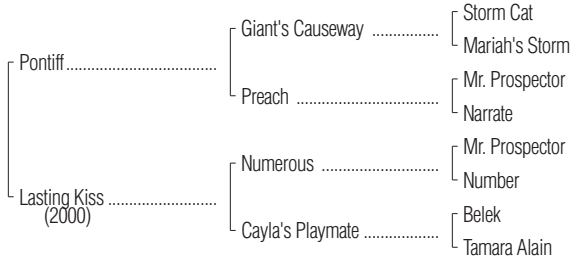 Storm Cat
Giant's Causeway ................
Mariah's Storm
Pontiff....................................
Mr. Prospector
Preach ..................................
Narrate
Mr. Prospector
Numerous ............................
Number
Lasting Kiss ..........................
(2000)
Belek
Cayla's Playmate ..................
Tamara Alain